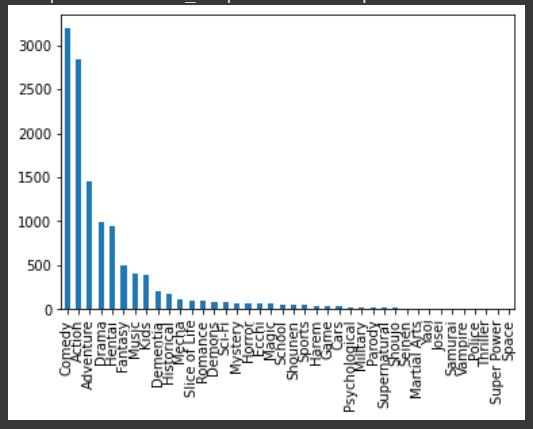 3000
2500
2000
1500
1000
500
0
Comedy
Action
Adventure
Drama
Hentai
Fantasy
Music
Kids
Dementia
Historical
Mecha
Slice of Life
Romance
Demons
Sci-Fi
Mystery
Horror
Ecchi
Magic
School
Shounen
Sports
Harem
Game
Cars
Psychological
Military
Parody
Supernatural
Shoujo
Seinen
Martial Arts
Yaoi
Josei
Samurai
Vampire
Police
Thriller
Super Power
Space